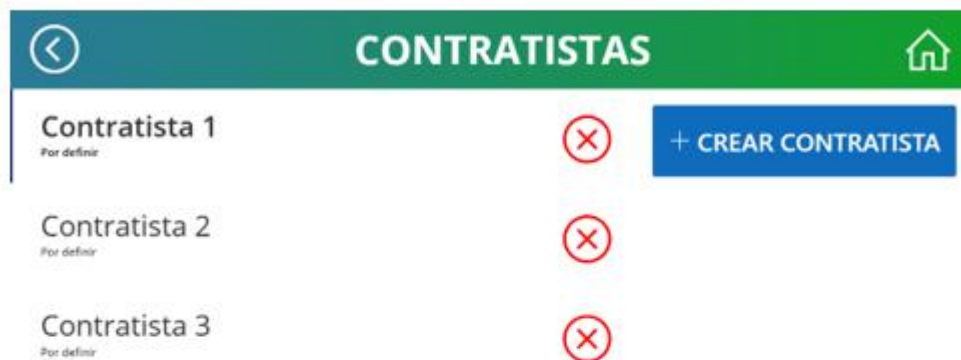 CONTRATISTAS
Contratista 1
Por definir
+ CREAR CONTRATISTA
Contratista 2
Por definir
Contratista 3
Por definir